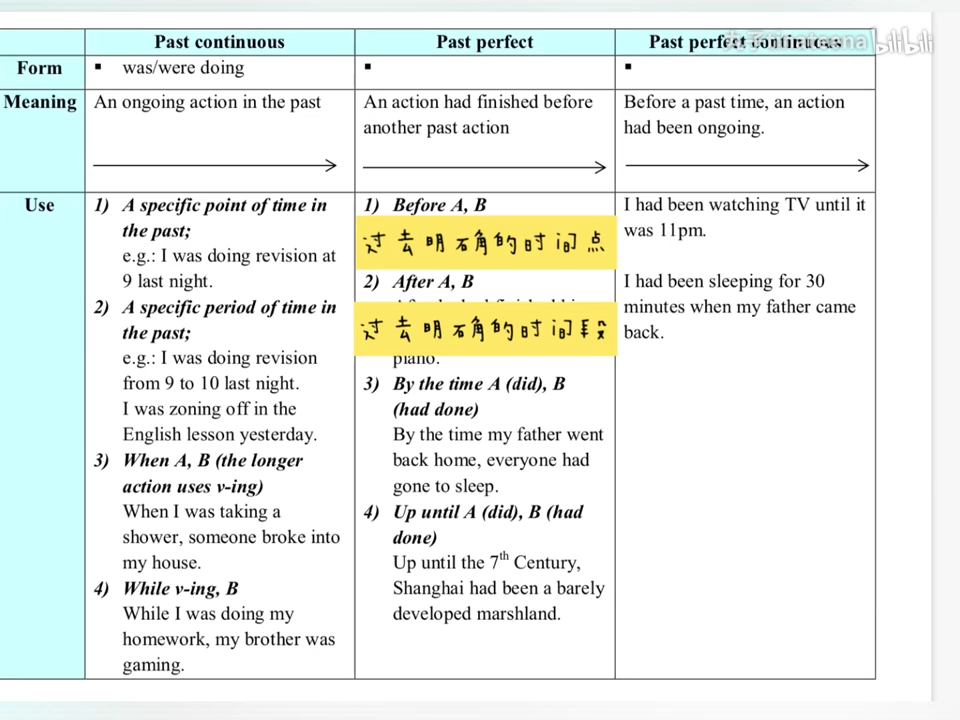 Past continuous
Past perfect
Past perfect continuous
bilibili
Form
▪ was/were doing
▪
▪
Meaning
An ongoing action in the past
An action had finished before
another past action
Before a past time, an action
had been ongoing.
Use
1) A specific point of time in
the past;
e.g.: I was doing revision at
9 last night.
2) A specific period of time in
the past;
e.g.: I was doing revision
from 9 to 10 last night.
I was zoning off in the
English lesson yesterday.
3) When A, B (the longer
action uses v-ing)
When I was taking a
shower, someone broke into
my house.
4) While v-ing, B
While I was doing my
homework, my brother was
gaming.
1) Before A, B
过去明确的时间点
2) After A, B
过去明确的时间段
piano.
3) By the time A (did), B
(had done)
By the time my father went
back home, everyone had
gone to sleep.
4) Up until A (did), B (had
done)
Up until the 7th Century,
Shanghai had been a barely
developed marshland.
I had been watching TV until it
was 11pm.
I had been sleeping for 30
minutes when my father came
back.